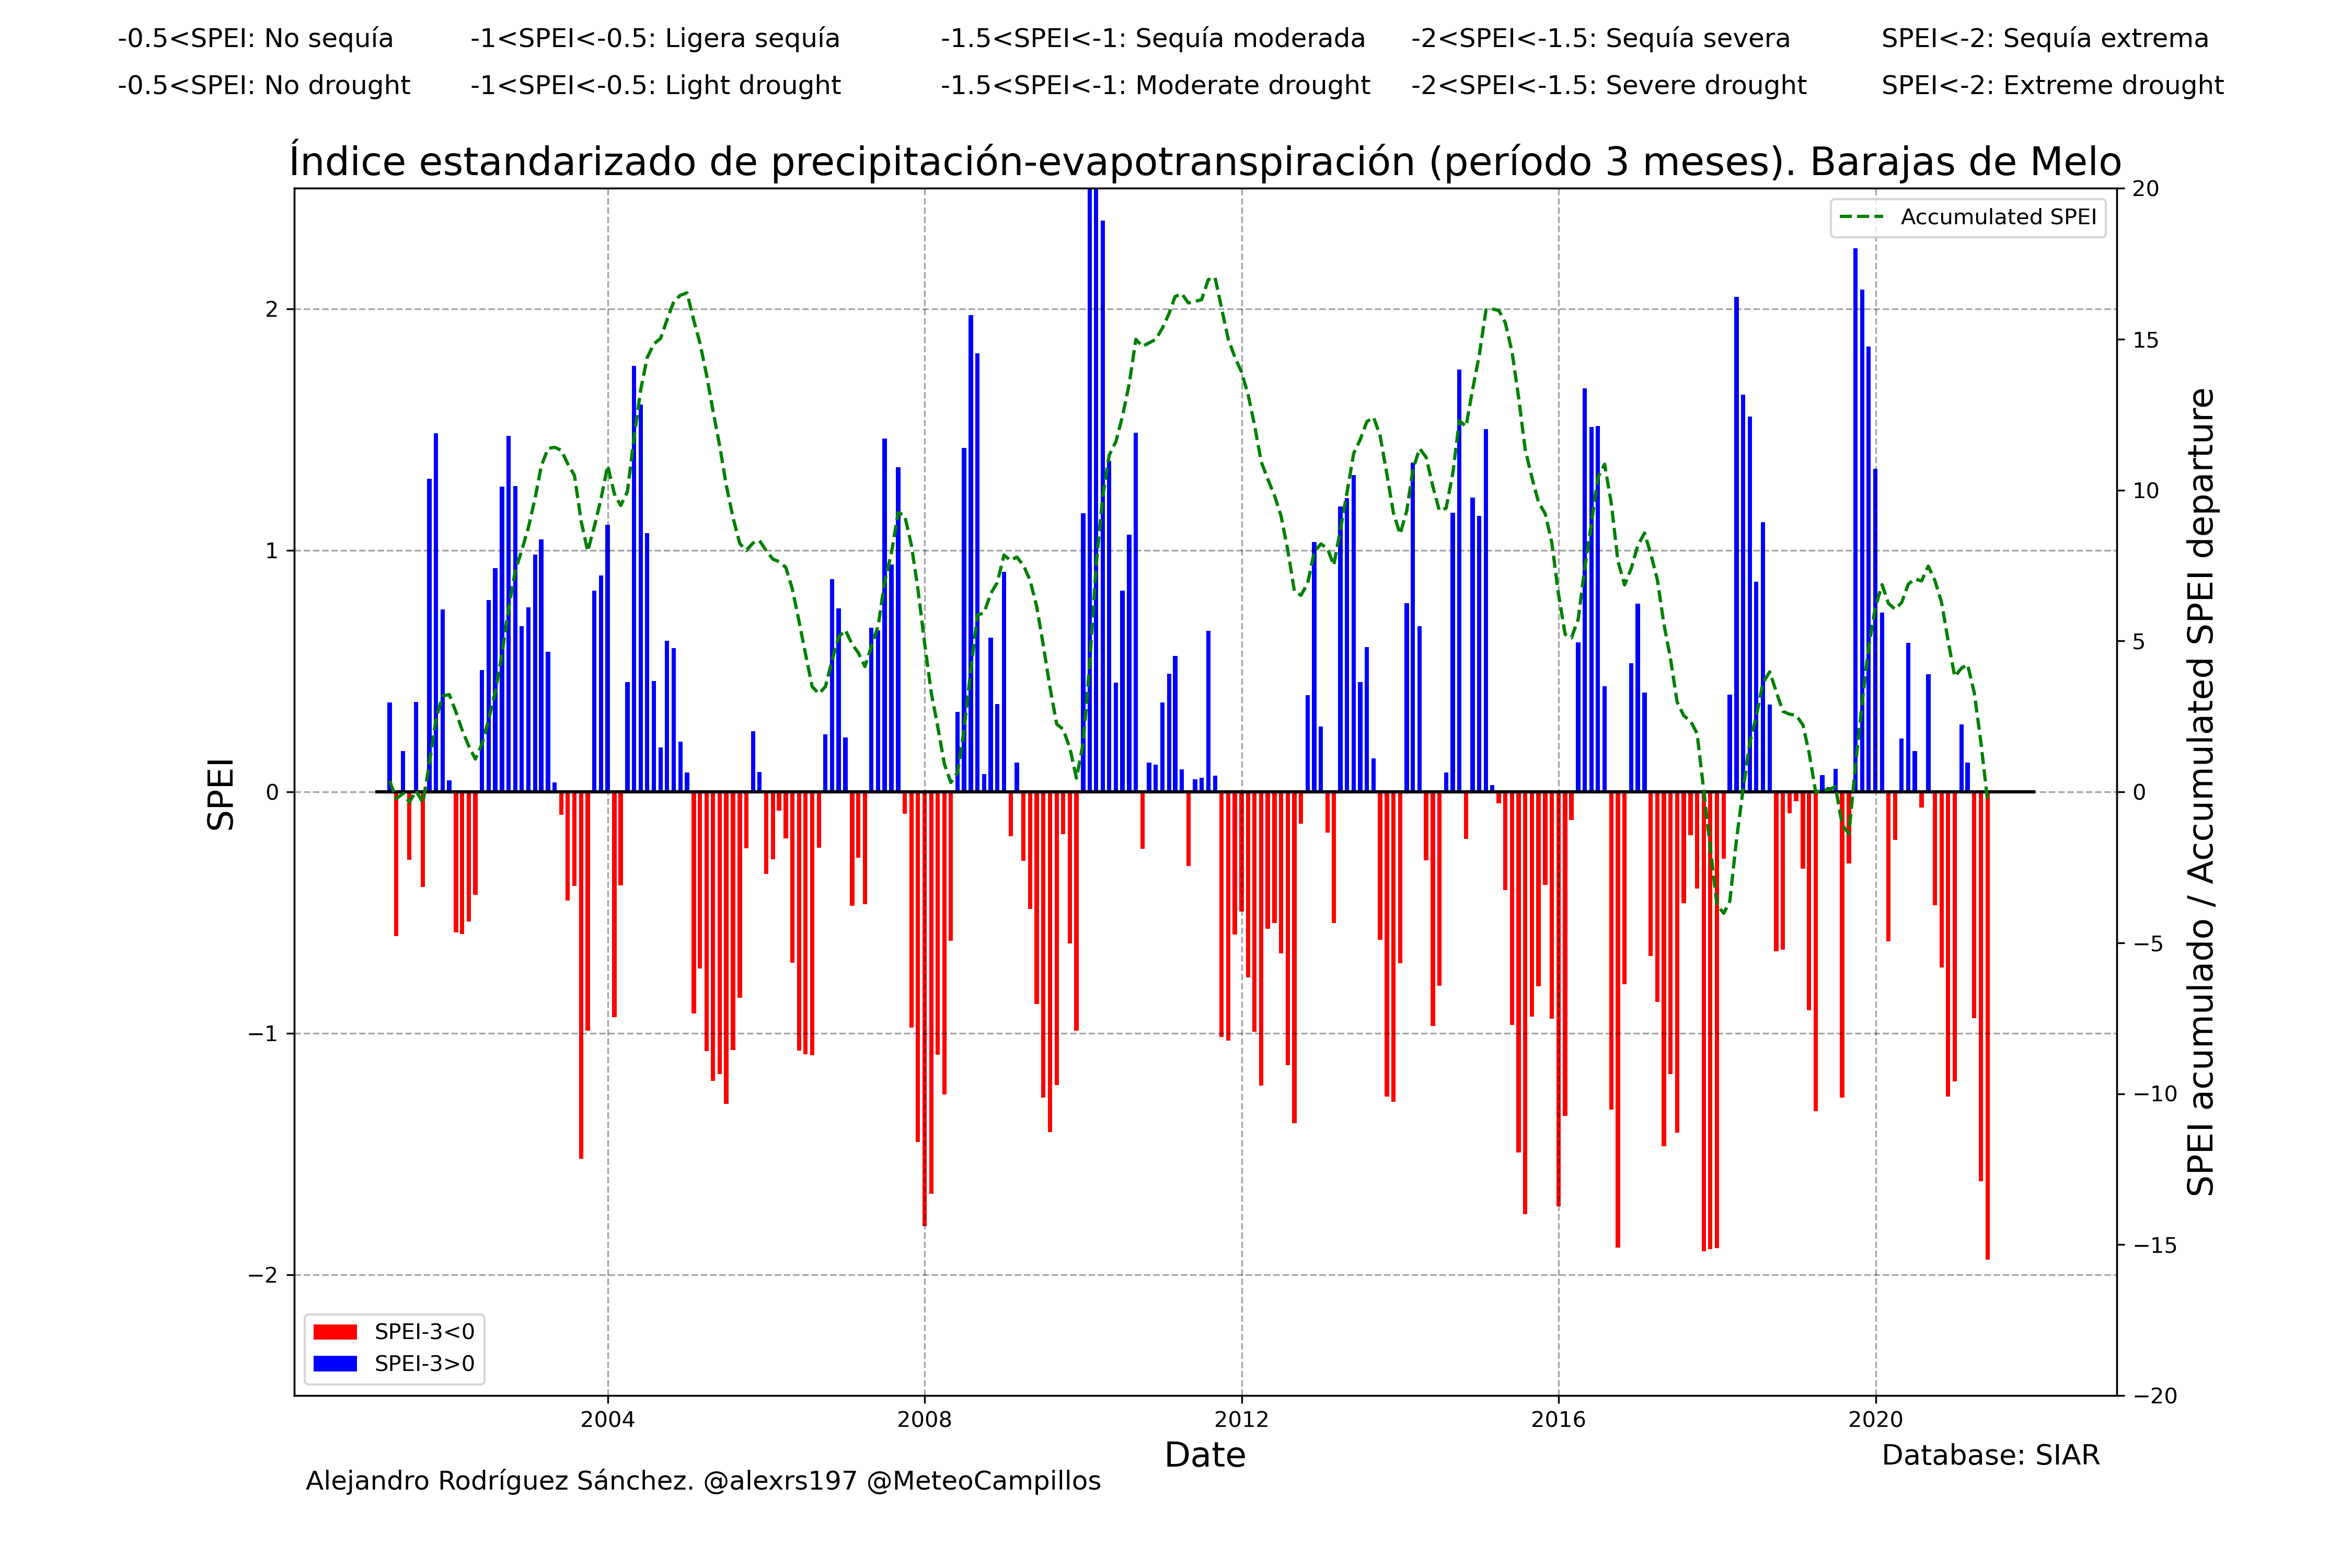 -0.5<SPEI: No sequía -1<SPEI<-0.5: Ligera sequía -1.5<SPEI<-1: Sequía moderada -2<SPEI<-1.5: Sequía severa SPEI<-2: Sequía extrema
-0.5<SPEI: No drought -1<SPEI<-0.5: Light drought -1.5<SPEI<-1: Moderate drought -2<SPEI<-1.5: Severe drought SPEI<-2: Extreme drought
Índice estandarizado de precipitación-evapotranspiración (período 3 meses). Barajas de Melo
Accumulated SPEI
SPEI
2
1
0
−1
−2
20
15
10
5
0
−5
−10
−15
−20
SPEI acumulado / Accumulated SPEI departure
SPEI-3<0
SPEI-3>0
2004 2008 2012 2016 2020
Date
Database: SIAR
Alejandro Rodríguez Sánchez. @alexrs197 @MeteoCampillos